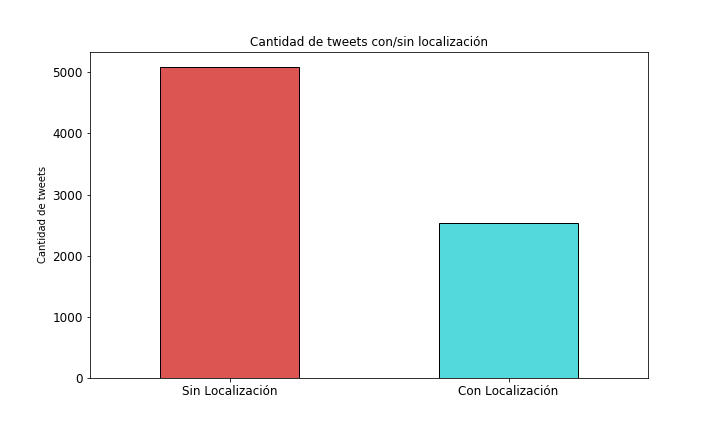 Cantidad de tweets con/sin localización
5000
4000
3000
2000
1000
0
Cantidad de tweets
Sin Localización
Con Localización